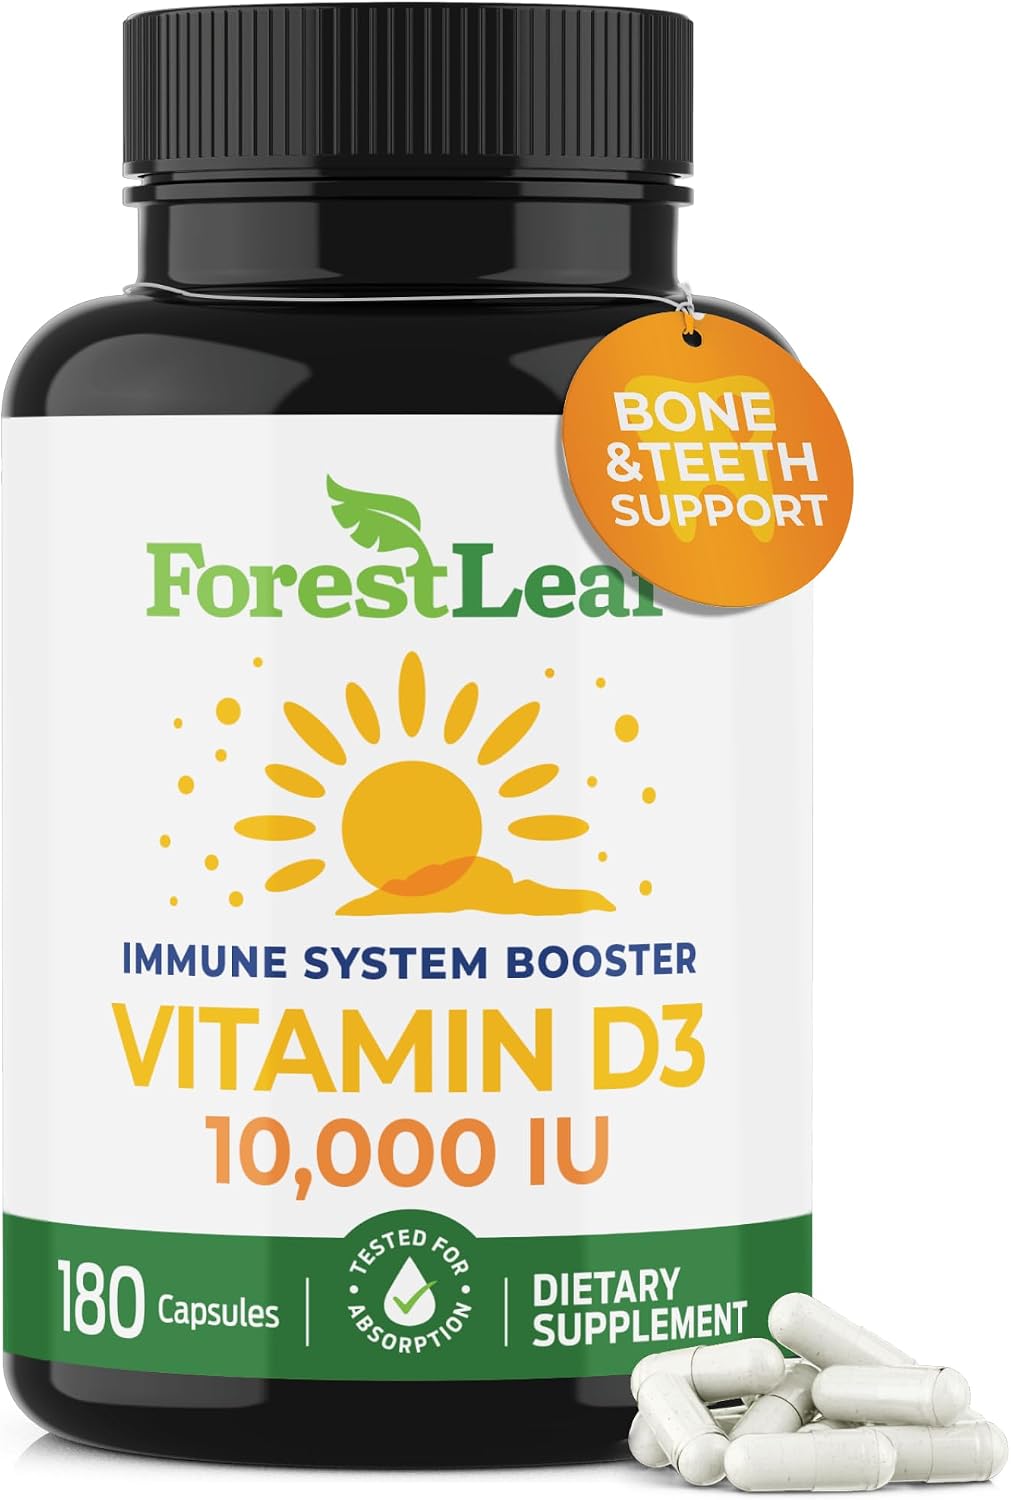 BONE
&TEETH
SUPPORT
ForestLeaf
IMMUNE SYSTEM BOOSTER
VITAMIN D3
10,000 IU
180 Capsules
• TESTED FOR • ABSORPTION
DIETARY
SUPPLEMENT